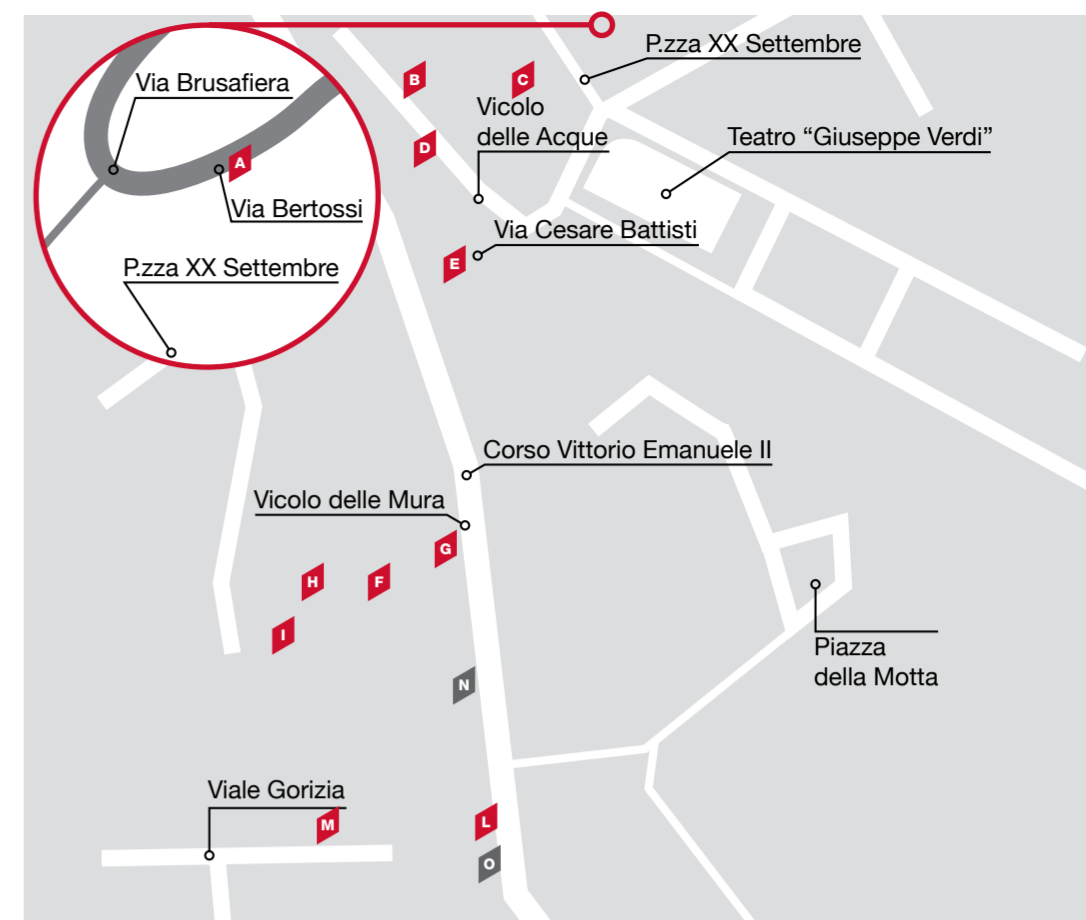 P.zza XX Settembre
B
C
Via Brusafiera
Vicolo
delle Acque
Teatro “Giuseppe Verdi”
D
A
Via Bertossi
Via Cesare Battisti
E
P.zza XX Settembre
Corso Vittorio Emanuele II
Vicolo delle Mura
G
H
F
I
Piazza
della Motta
N
Viale Gorizia
M
L
O